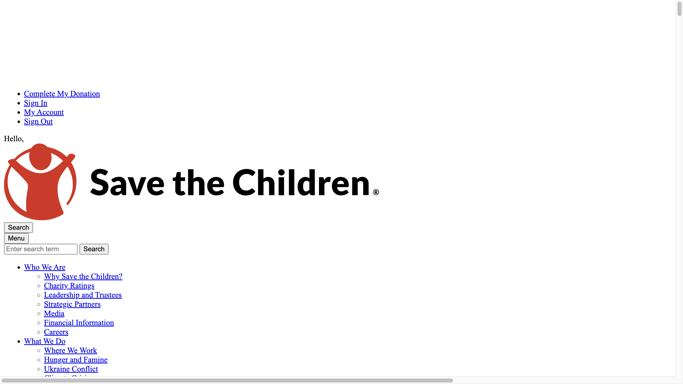 Complete My Donation
Sign In
My Account
Sign Out
Hello,
Save the Children®
Search
Menu
Enter search term Search
Who We Are
Why Save the Children?
Charity Ratings
Leadership and Trustees
Strategic Partners
Media
Financial Information
Careers
What We Do
Where We Work
Hunger and Famine
Ukraine Conflict